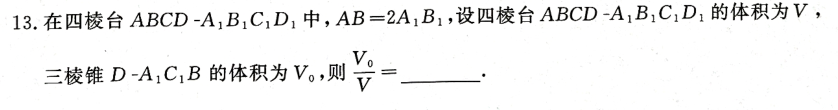 13. 在四棱台 ABCD-A₁B₁C₁D₁ 中，AB=2A₁B₁，设四棱台 ABCD-A₁B₁C₁D₁ 的体积为V，
三棱锥 D-A₁C₁B 的体积为 V₀，则 V₀/V=________.